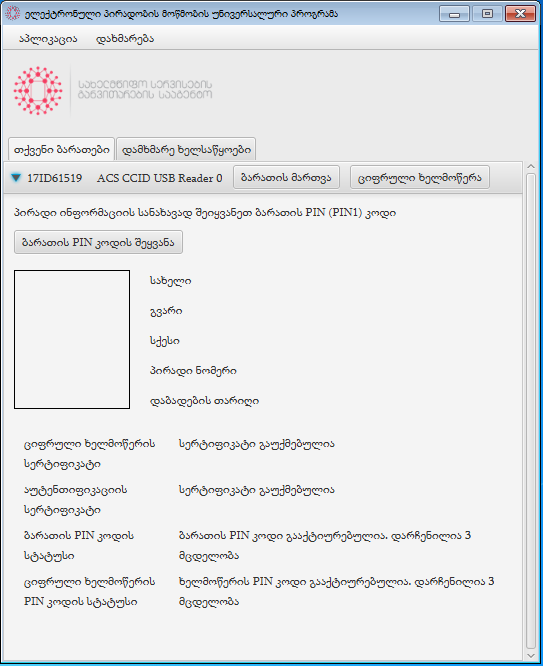 ელექტრონული პირადობის მოწმობის უნივერსალური პროგრამა
აპლიკაცია დახმარება
სახელმწიფო სერვისების
განვითარების სააგენტო
თქვენი ბარათები დამხმარე ხელსაწყოები
17ID61519 ACS CCID USB Reader 0 ბარათის მართვა ციფრული ხელმოწერა
პირადი ინფორმაციის სანახავად შეიყვანეთ ბარათის PIN (PIN1) კოდი
ბარათის PIN კოდის შეყვანა
სახელი
გვარი
სქესი
პირადი ნომერი
დაბადების თარიღი
ციფრული ხელმოწერის სერტიფიკატი გაუქმებულია
სერტიფიკატი
აუტენთიფიკაციის სერტიფიკატი გაუქმებულია
სერტიფიკატი
ბარათის PIN კოდის ბარათის PIN კოდი გააქტიურებულია. დარჩენილია 3
სტატუსი მცდელობა
ციფრული ხელმოწერის ხელმოწერის PIN კოდი გააქტიურებულია. დარჩენილია 3
PIN კოდის სტატუსი მცდელობა